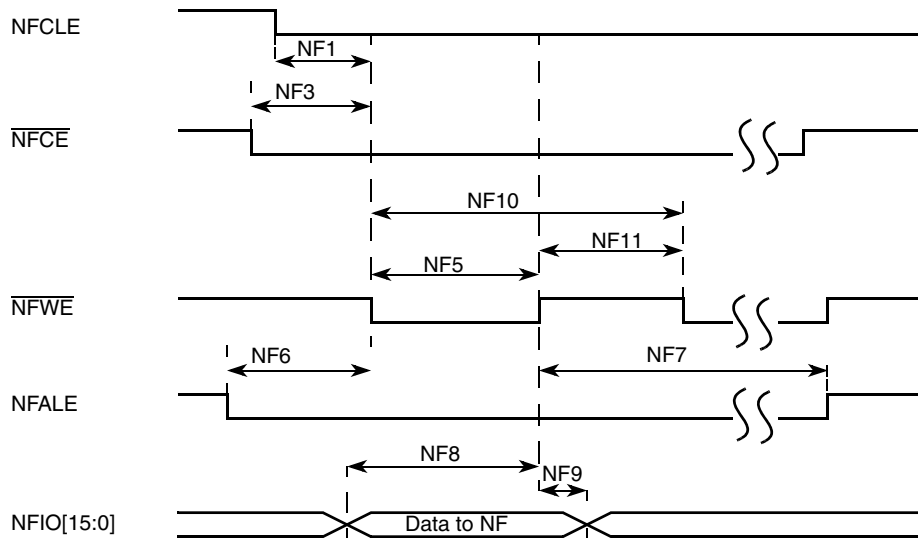 NFCLE
NF1
NF3
NFCE
NF10
NF11
NF5
NFWE
NF6
NF7
NFALE
NF8
NF9
NFIO[15:0]
Data to NF